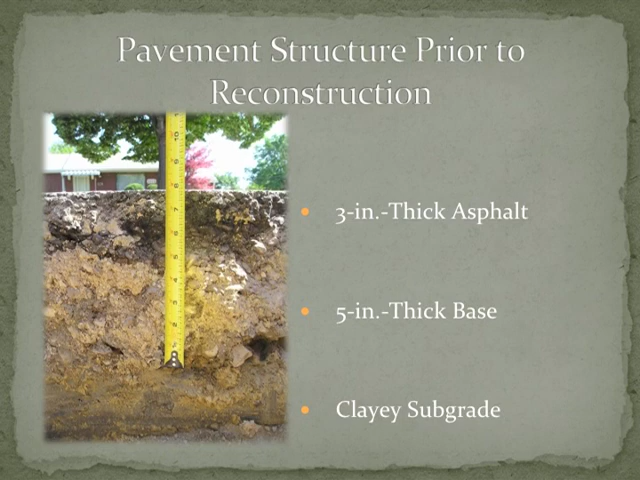 Pavement Structure Prior to
Reconstruction
3-in.-Thick Asphalt
5-in.-Thick Base
Clayey Subgrade